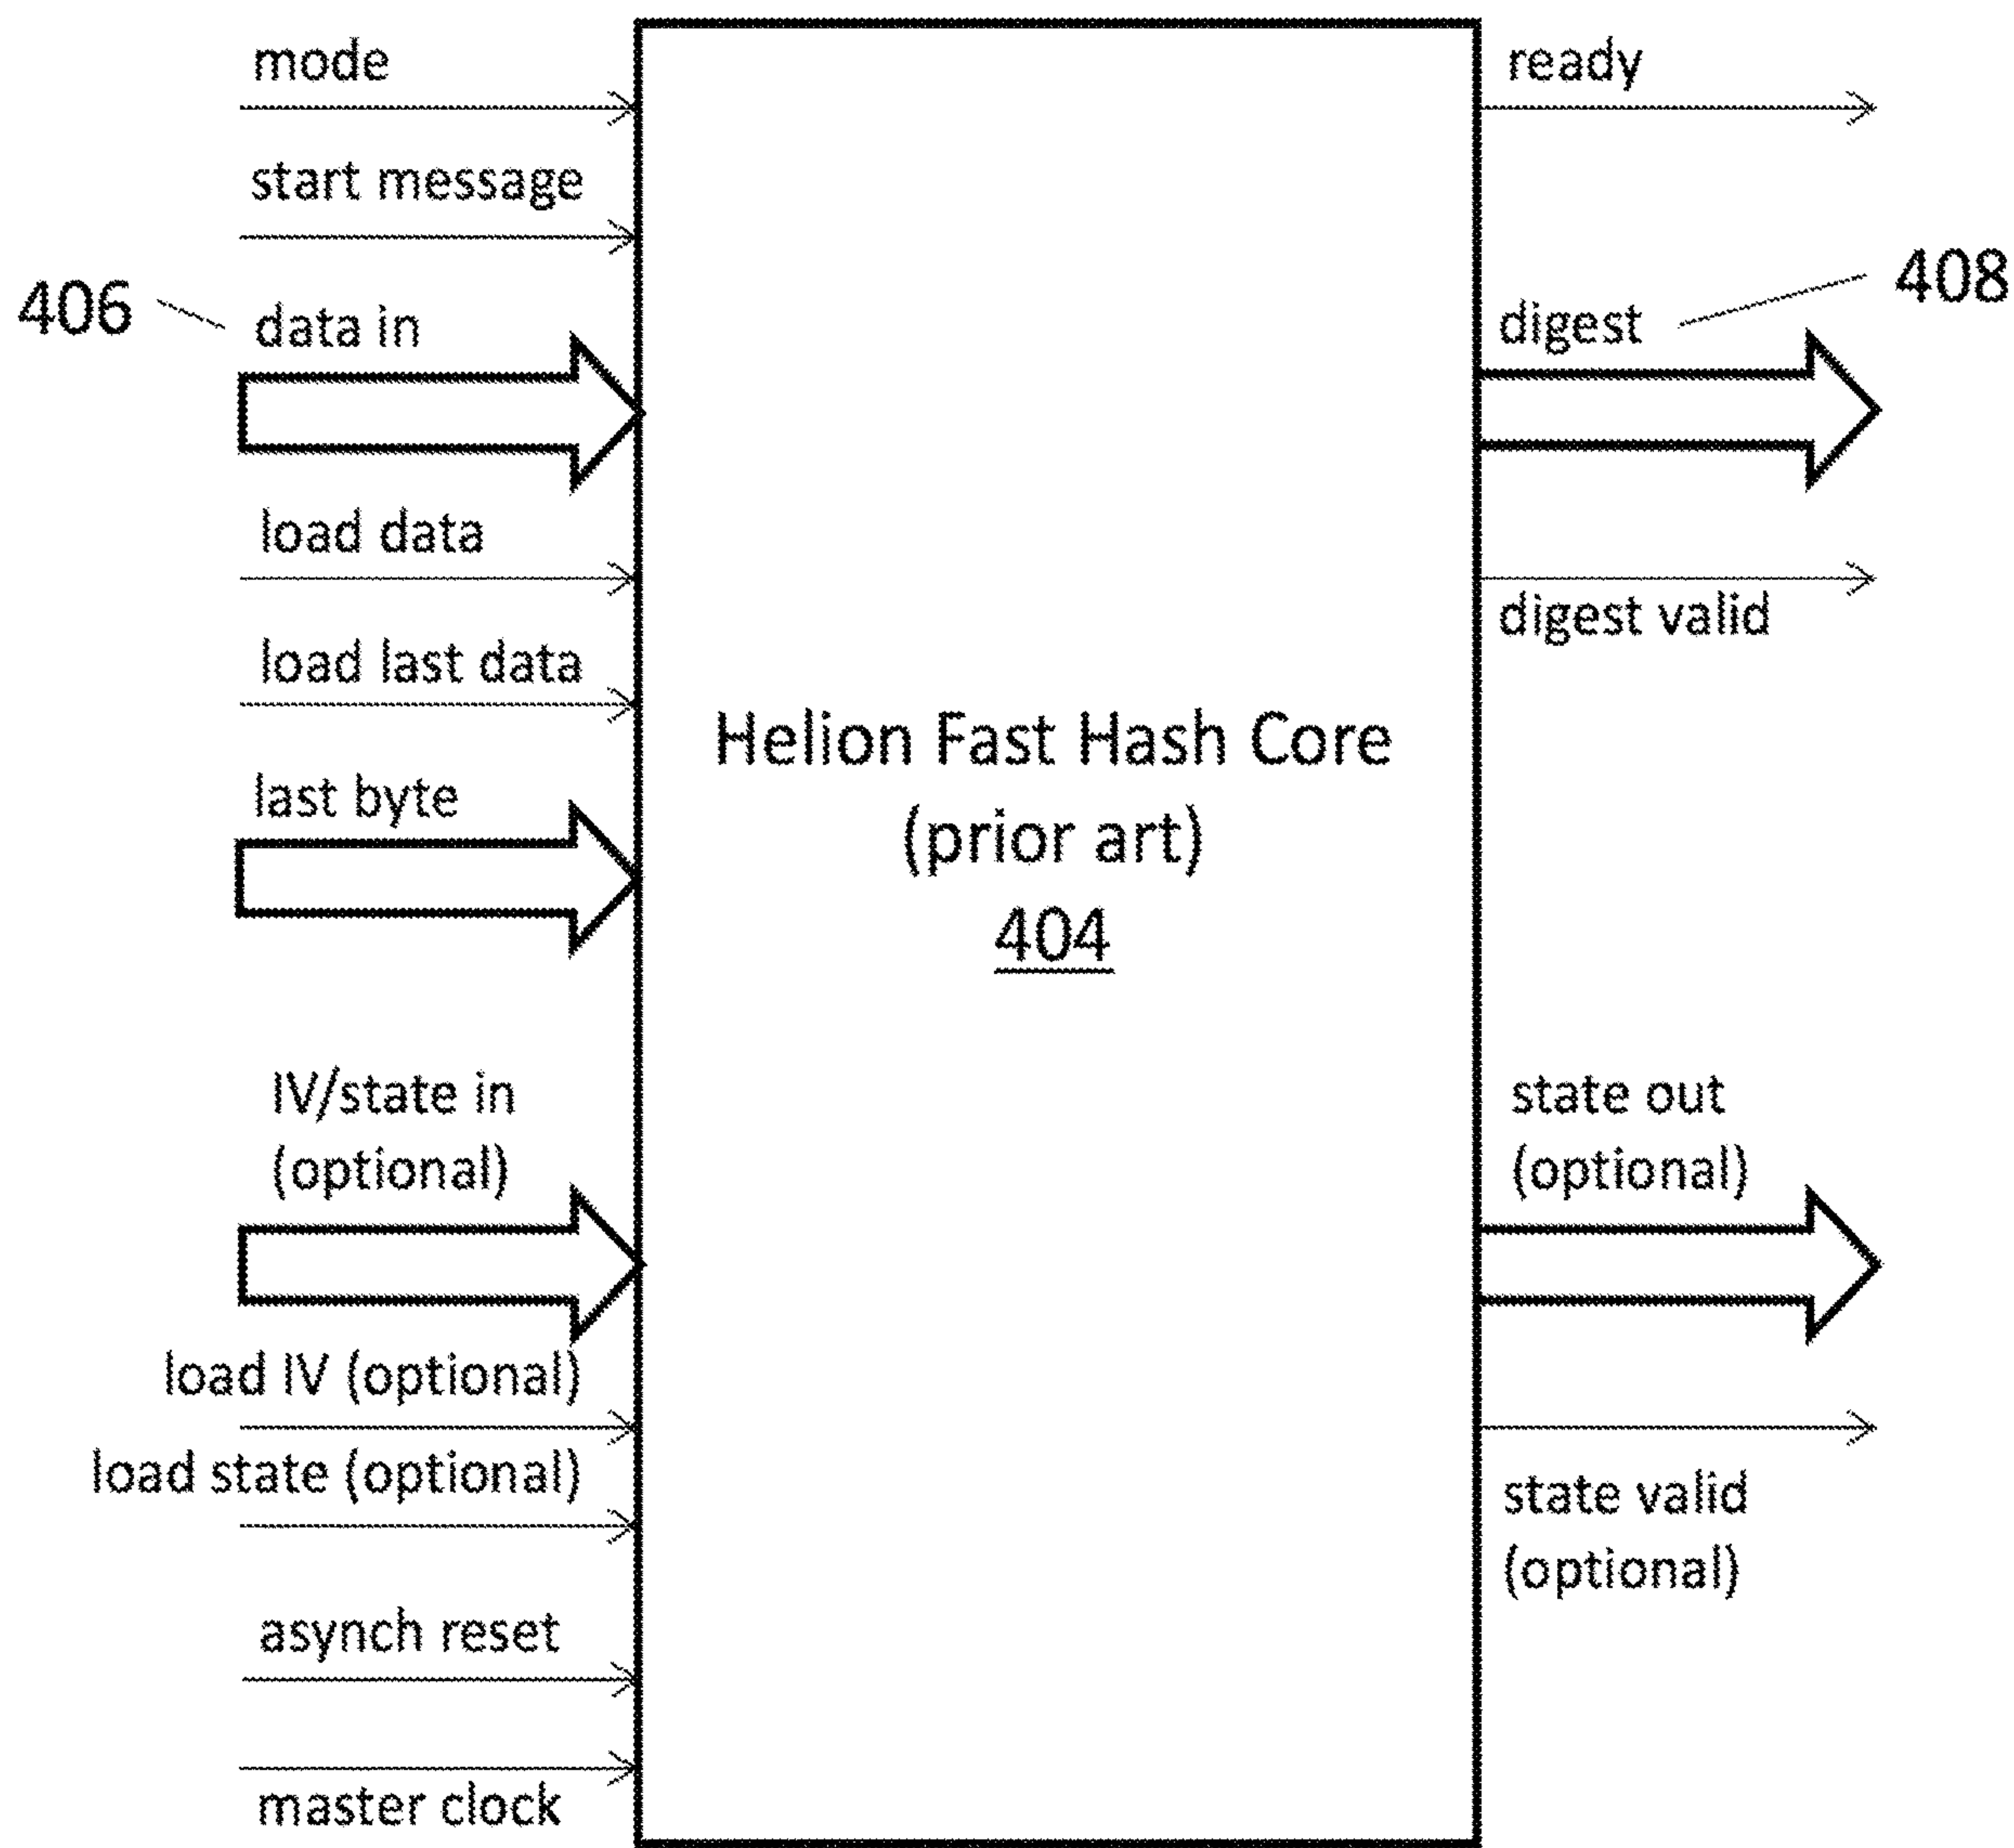 mode
start message
406
data in
load data
load last data
last byte
IV/state in
(optional)
load IV (optional)
load state (optional)
asynch reset
master clock
Helion Fast Hash Core
(prior art)
404
ready
408
digest
digest valid
state out
(optional)
state valid
(optional)